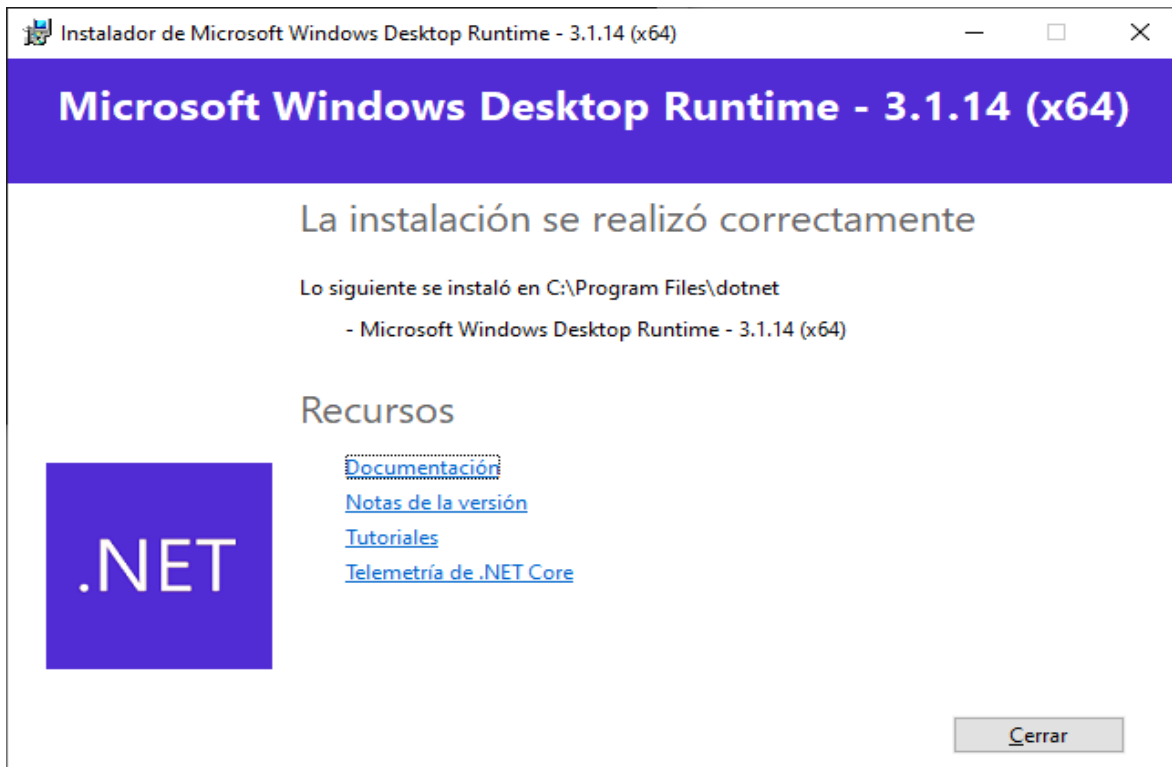 Instalador de Microsoft Windows Desktop Runtime - 3.1.14 (x64)
Microsoft Windows Desktop Runtime - 3.1.14 (x64)
La instalación se realizó correctamente
Lo siguiente se instaló en C:\Program Files\dotnet
- Microsoft Windows Desktop Runtime - 3.1.14 (x64)
Recursos
Documentación
Notas de la versión
Tutoriales
Telemetría de .NET Core
.NET
Cerrar